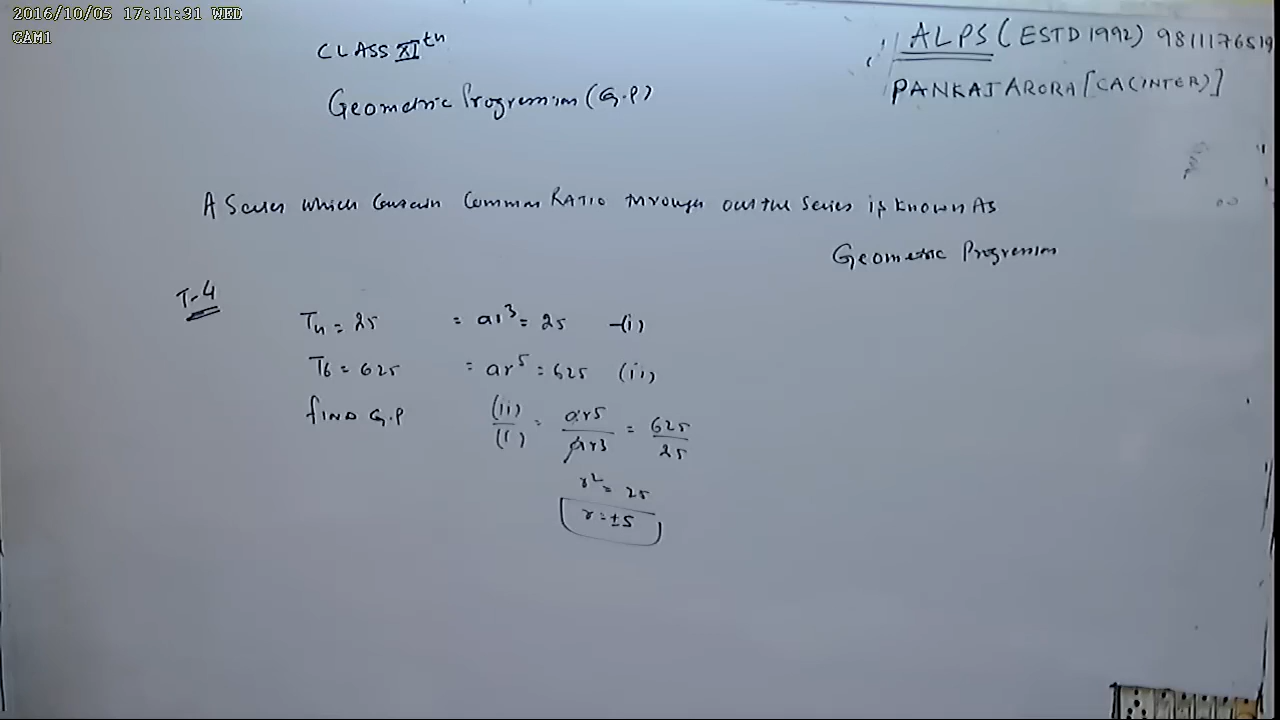 2016/10/05 17:11:31 WED
CAM1
CLASS XI th
ALPS (ESTD 1992) 9811176519
Geometric Progression (G.P)
PANKAJ ARORA [CA (INTER)]
A Series which Contain Common RATIO through out the Series is known As
Geometric Progression
T-4
T4 = 25 = ar³ = 25 -(i)
T6 = 625 = ar⁵ = 625 (ii)
FIND G.P (ii)/(i) = ar5/ar3 = 625/25
r² = 25
r = ±5